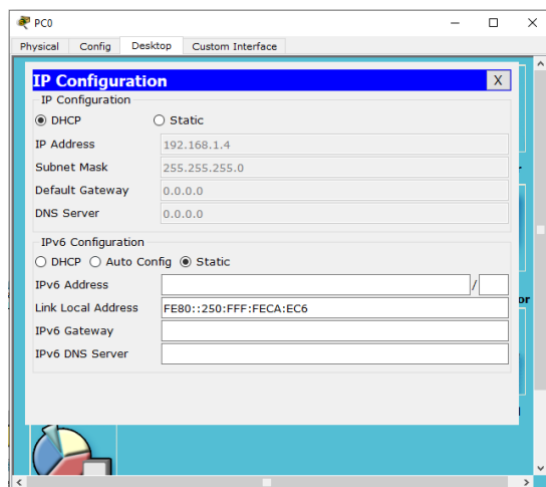 PC0
Physical Config Desktop Custom Interface
IP Configuration X
IP Configuration
DHCP Static
IP Address 192.168.1.4
Subnet Mask 255.255.255.0
Default Gateway 0.0.0.0
DNS Server 0.0.0.0
IPv6 Configuration
DHCP Auto Config Static
IPv6 Address /
Link Local Address FE80::250:FFF:FECA:EC6
IPv6 Gateway
IPv6 DNS Server